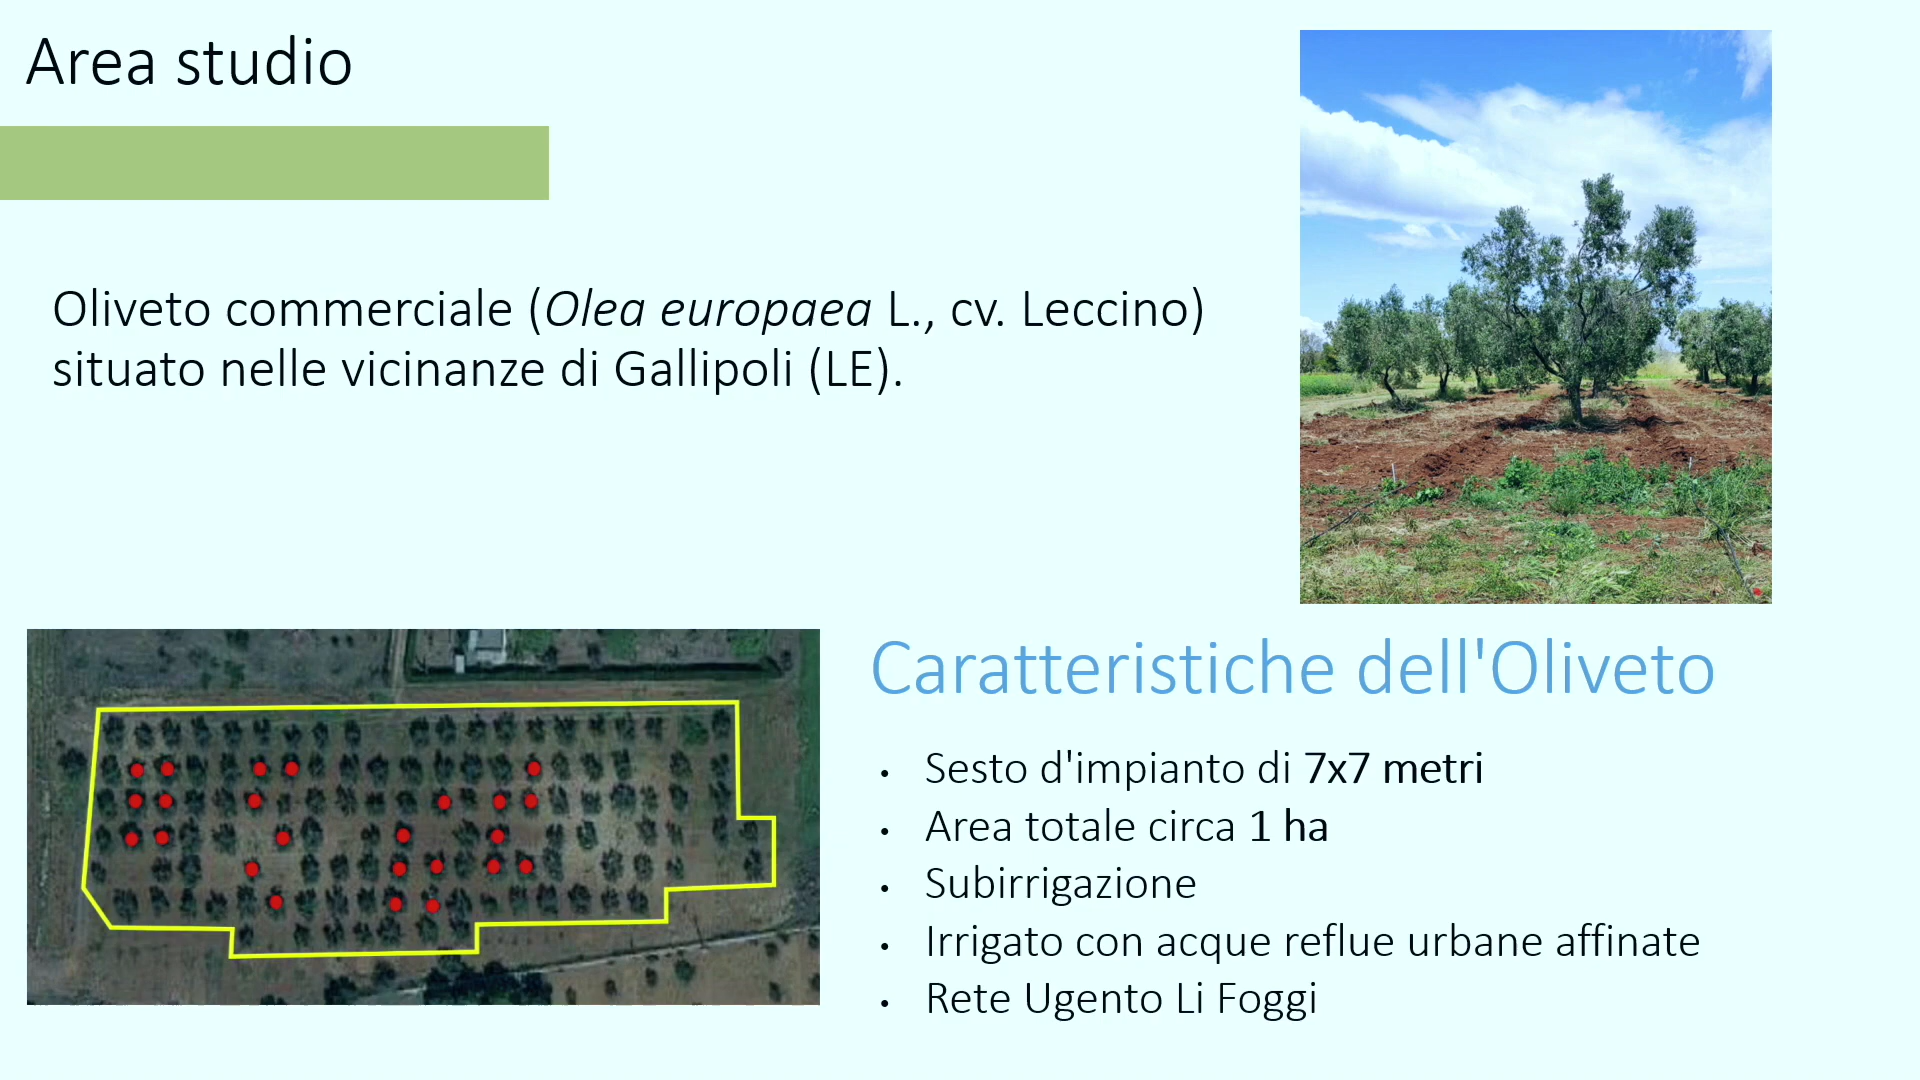 Area studio
Oliveto commerciale (Olea europaea L., cv. Leccino)
situato nelle vicinanze di Gallipoli (LE).
Caratteristiche dell'Oliveto
• Sesto d'impianto di 7x7 metri
• Area totale circa 1 ha
• Subirrigazione
• Irrigato con acque reflue urbane affinate
• Rete Ugento Li Foggi